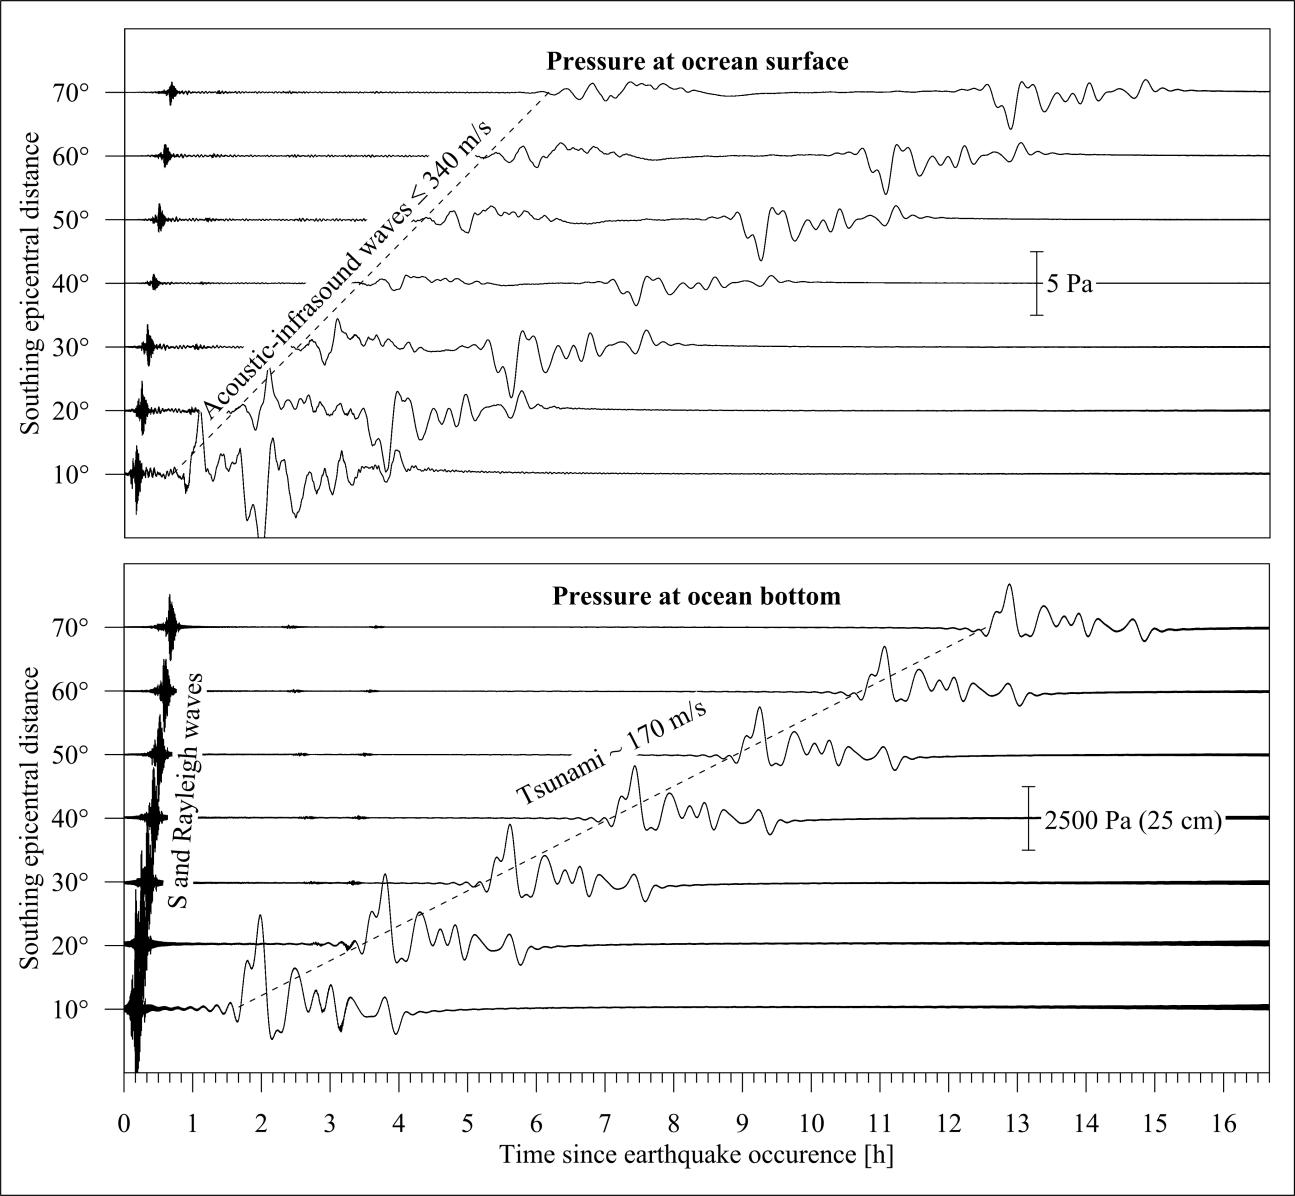 Pressure at ocrean surface
Southing epicentral distance
70°
60°
50°
40°
30°
20°
10°
Acoustic-infrasound waves ≤ 340 m/s
5 Pa
Pressure at ocean bottom
Southing epicentral distance
70°
60°
50°
40°
30°
20°
10°
S and Rayleigh waves
Tsunami ~ 170 m/s
2500 Pa (25 cm)
0 1 2 3 4 5 6 7 8 9 10 11 12 13 14 15 16
Time since earthquake occurence [h]